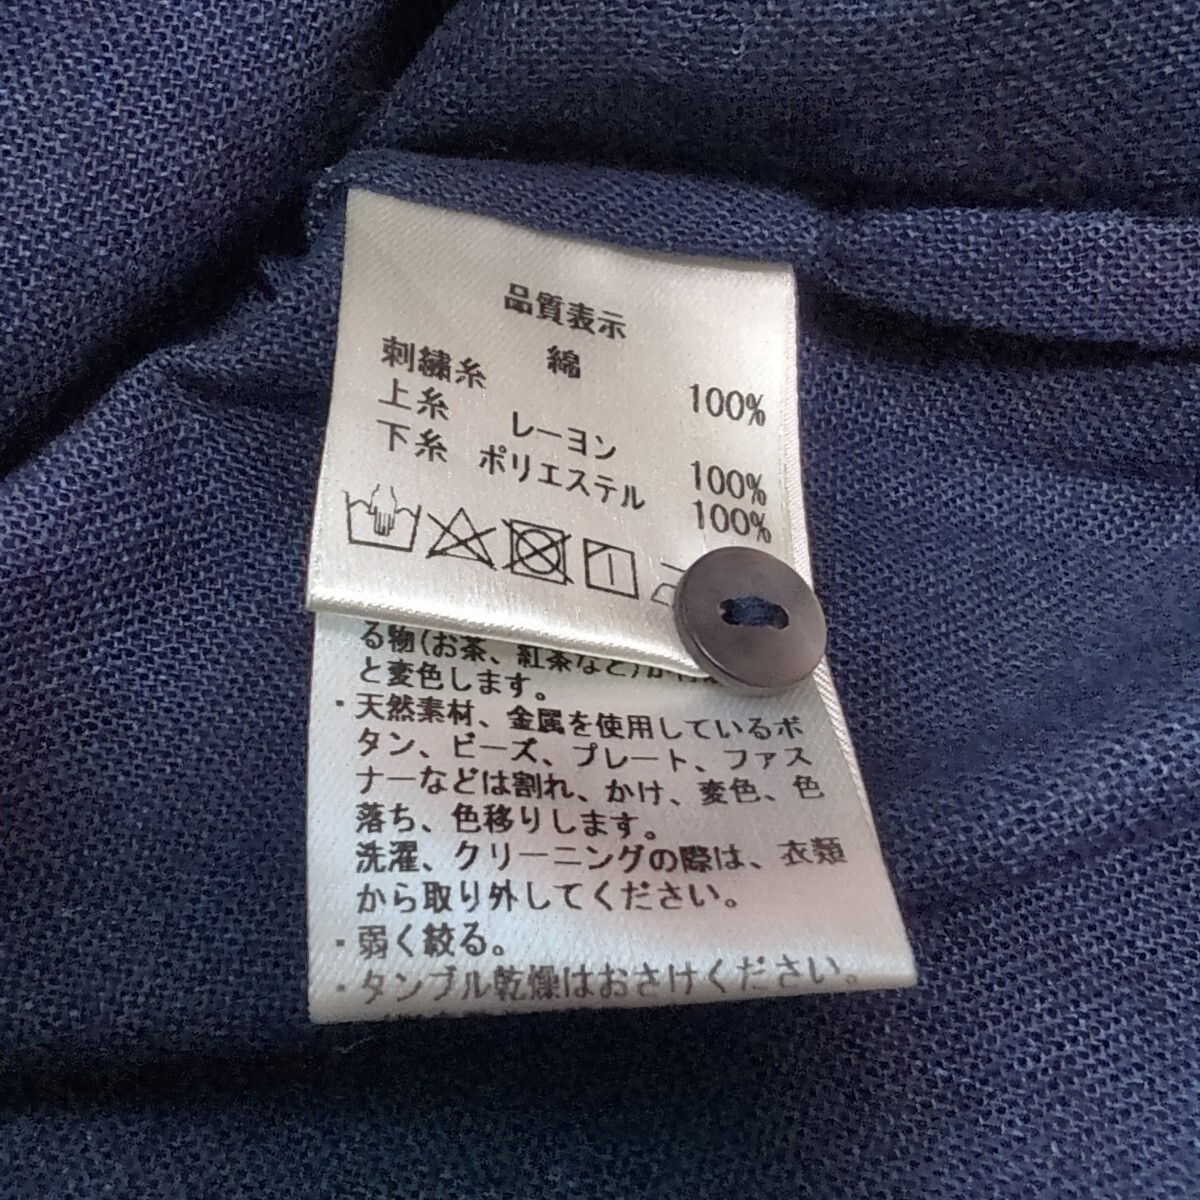 品質表示
綿 100%
刺繍糸
上糸 レーヨン 100%
下糸 ポリエステル 100%
る物(お茶、紅茶など)が
と変色します。
・天然素材、金属を使用しているボ
タン、ビーズ、プレート、ファス
ナーなどは割れ、かけ、変色、色
落ち、色移りします。
洗濯、クリーニングの際は、衣類
から取り外してください。
・弱く絞る。
・タンブル乾燥はおさけください。